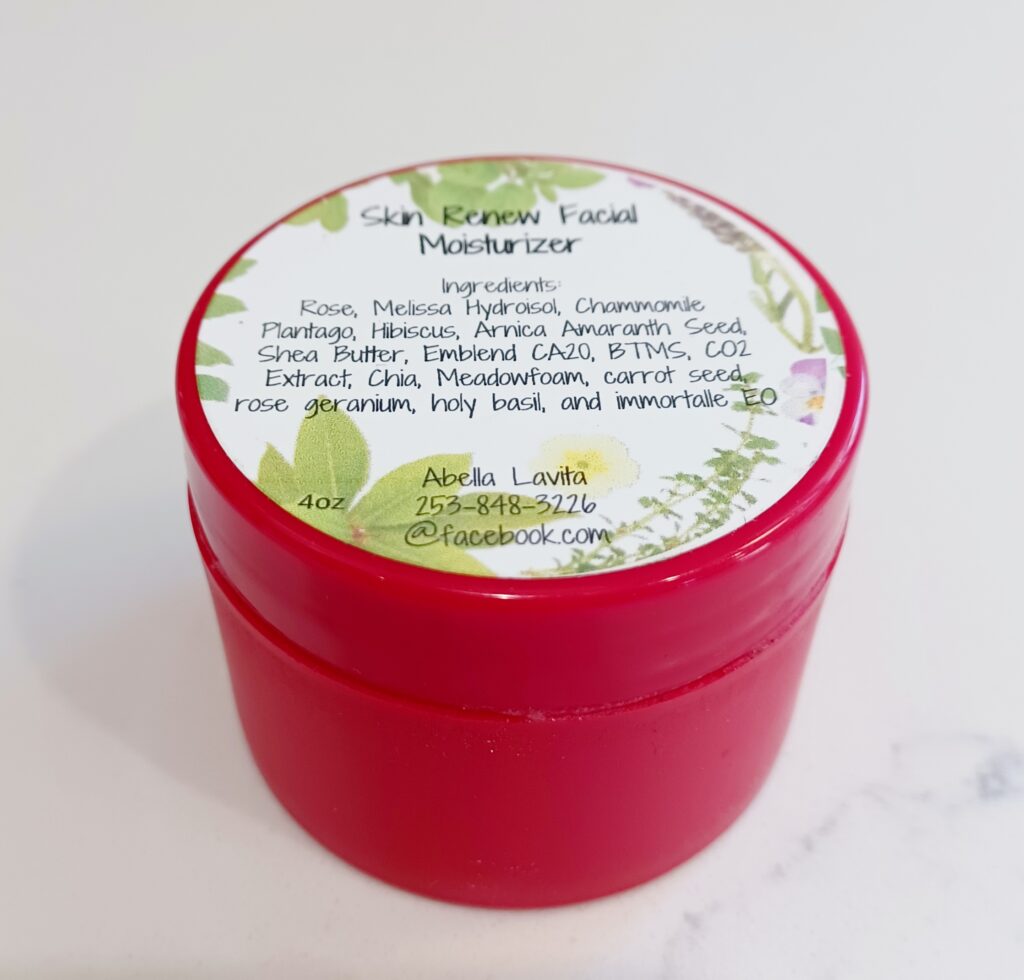 Skin Renew Facial
Moisturizer
Ingredients:
Rose, Melissa Hydroisol, Chammomile
Plantago, Hibiscus, Arnica Amaranth Seed,
Shea Butter, Emblend CA20, BTMS, CO2
Extract, Chia, Meadowfoam, carrot seed,
rose geranium, holy basil, and immortalle EO
Abella Lavita
4oz
253-848-3226
@facebook.com